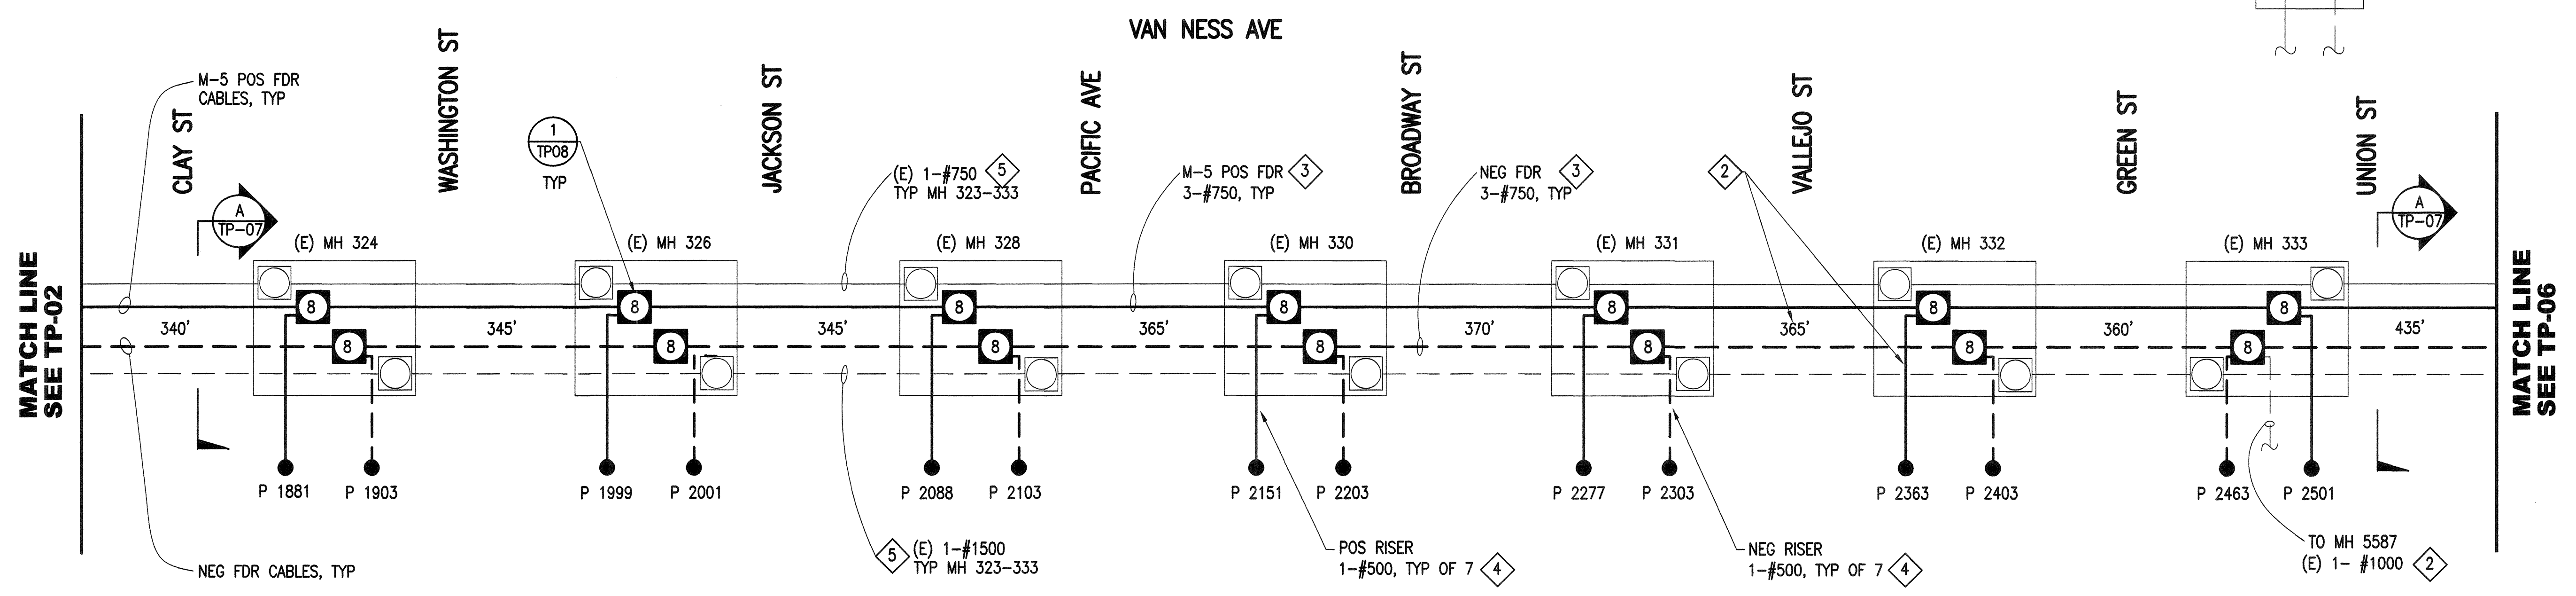 VAN NESS AVE
M-5 POS FDR
CABLES, TYP
CLAY ST
WASHINGTON ST
JACKSON ST
PACIFIC AVE
BROADWAY ST
VALLEJO ST
GREEN ST
UNION ST
1
TP08
TYP
(E) 1-#750 5
TYP MH 323-333
M-5 POS FDR 3
3-#750, TYP
NEG FDR 3
3-#750, TYP
2
A
TP-07
A
TP-07
(E) MH 324
(E) MH 326
(E) MH 328
(E) MH 330
(E) MH 331
(E) MH 332
(E) MH 333
MATCH LINE
SEE TP-02
8 8 8 8 8 8 8
340' 345' 345' 365' 370' 365' 360' 435'
8 8 8 8 8 8 8
MATCH LINE
SEE TP-06
P 1881 P 1903 P 1999 P 2001 P 2088 P 2103 P 2151 P 2203 P 2277 P 2303 P 2363 P 2403 P 2463 P 2501
NEG FDR CABLES, TYP
5 (E) 1-#1500
TYP MH 323-333
POS RISER
1-#500, TYP OF 7 4
NEG RISER
1-#500, TYP OF 7 4
TO MH 5587
(E) 1- #1000 2